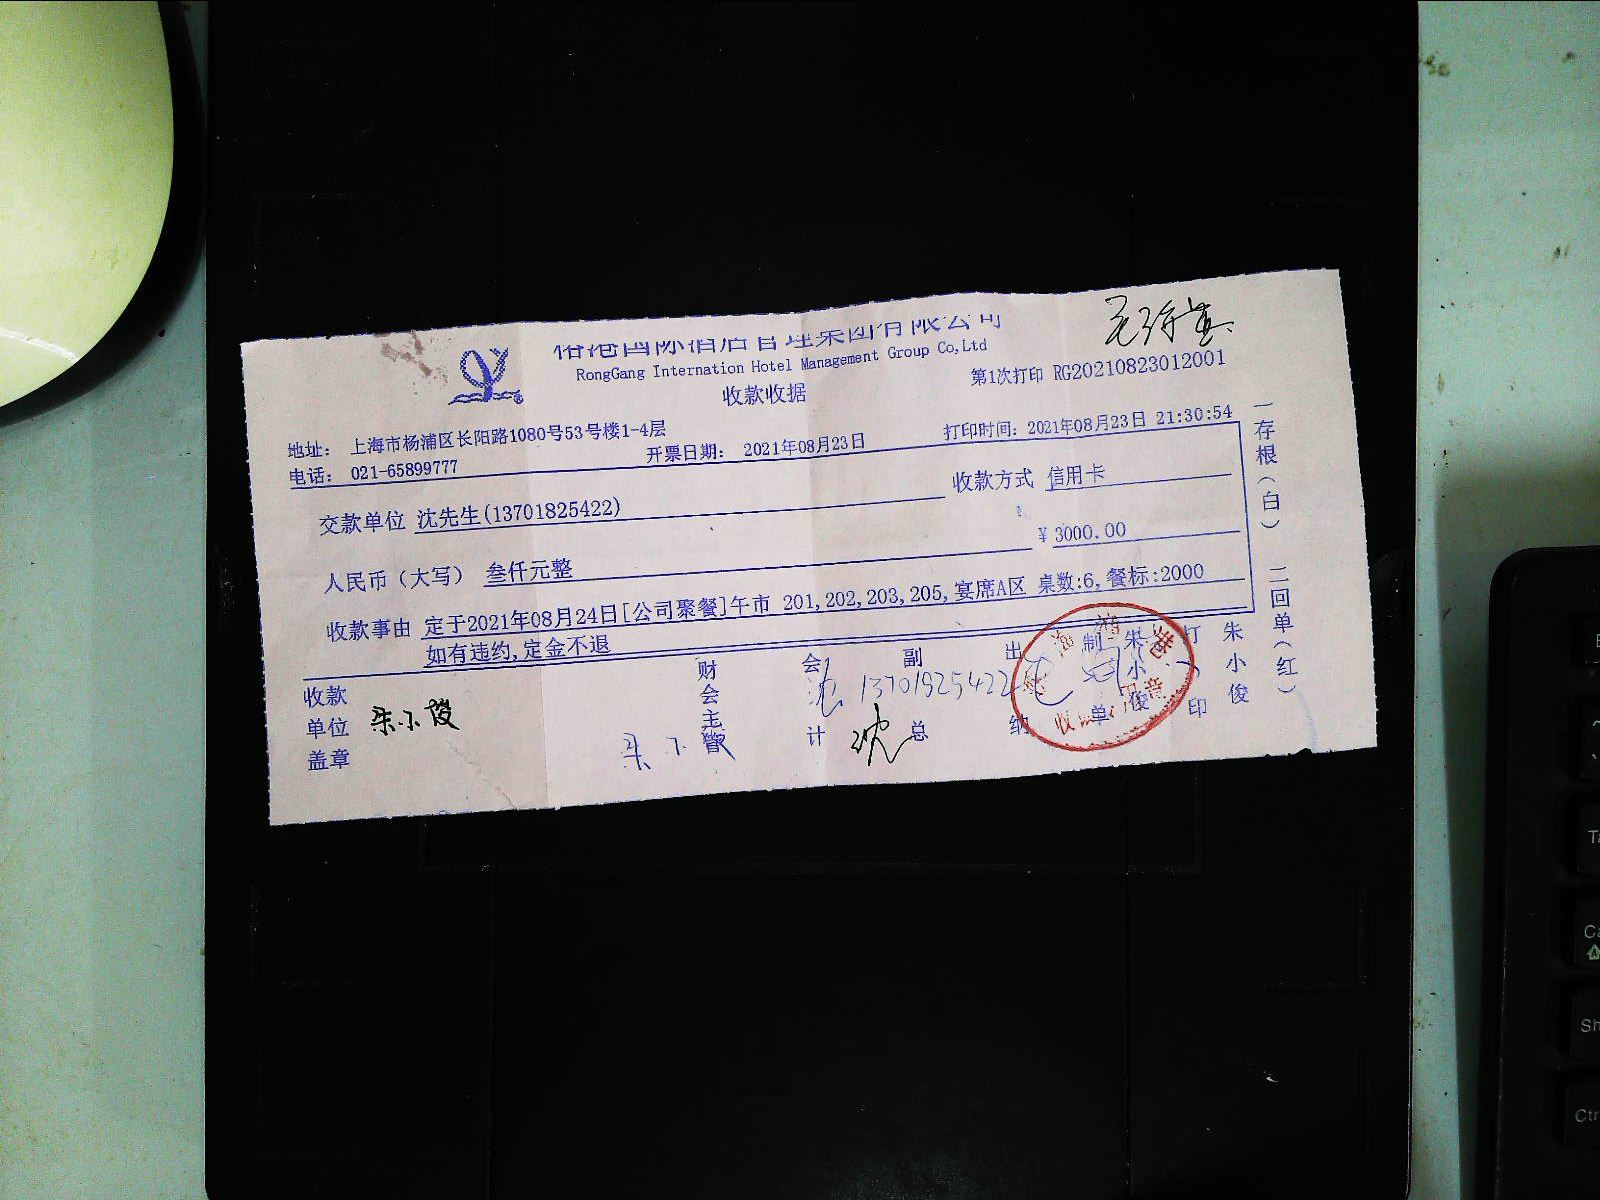 国际酒店管理集团有限公司
RongGang Internation Hotel Management Group Co,Ltd
收款收据
第1次打印 RG20210823012001
地址: 上海市杨浦区长阳路1080号53号楼1-4层
电话: 021-65899777
开票日期: 2021年08月23日
打印时间: 2021年08月23日 21:30:54
交款单位 沈先生(13701825422)
收款方式 信用卡
人民币（大写） 叁仟元整
¥ 3000.00
收款事由 定于2021年08月24日[公司聚餐]午市 201,202,203,205,宴席A区 桌数:6,餐标:2000
如有违约,定金不退
收款单位盖章
朱小俊
财会主管
朱小俊
会计
沈 13701825422
副总
沈
出纳
制单
朱小俊
打印
朱小俊
一存根（白） 二回单（红）